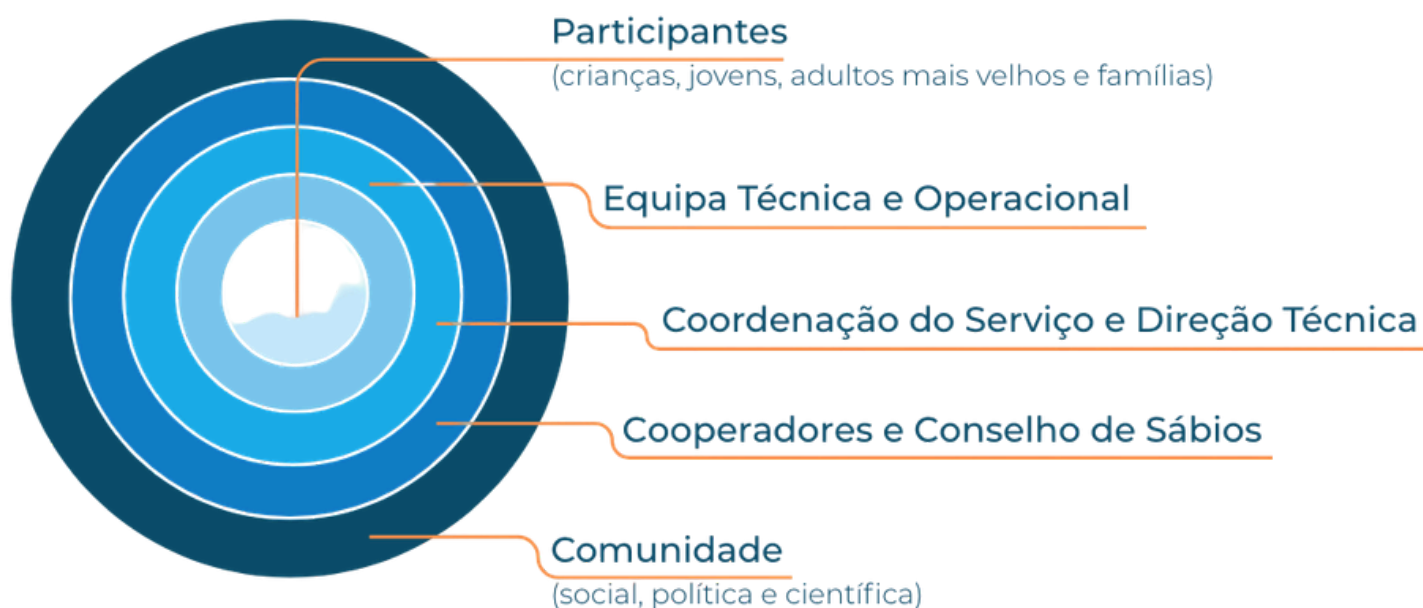 Participantes
(crianças, jovens, adultos mais velhos e famílias)
Equipa Técnica e Operacional
Coordenação do Serviço e Direção Técnica
Cooperadores e Conselho de Sábios
Comunidade
(social, política e científica)